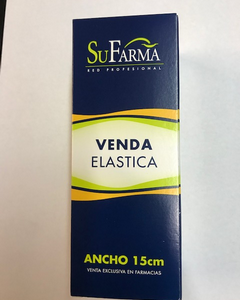 SUFARMA
RED PROFESIONAL
VENDA
ELASTICA
ANCHO 15cm
VENTA EXCLUSIVA EN FARMACIAS